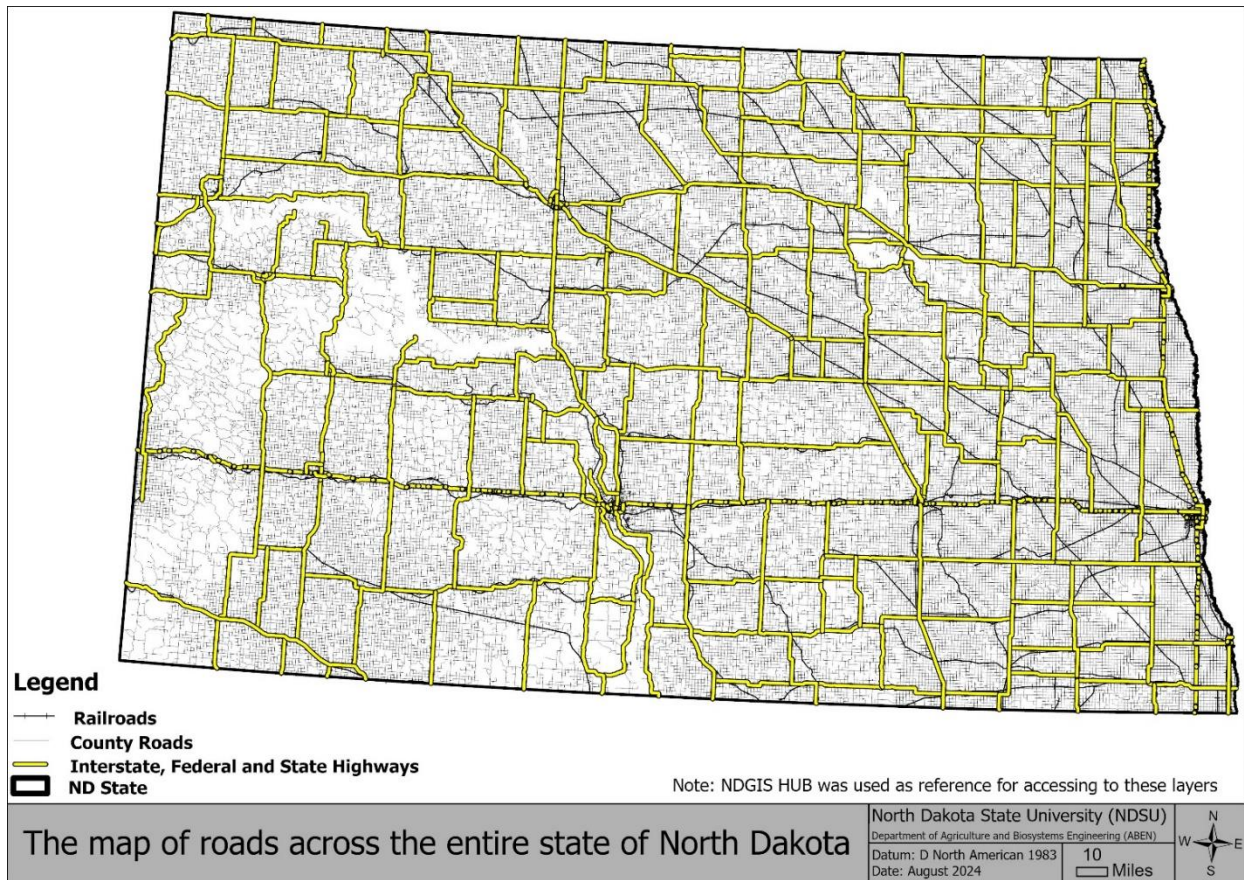 Legend
Railroads
County Roads
Interstate, Federal and State Highways
ND State
Note: NDGIS HUB was used as reference for accessing to these layers
The map of roads across the entire state of North Dakota
North Dakota State University (NDSU)
Department of Agriculture and Biosystems Engineering (ABEN)
Datum: D North American 1983
Date: August 2024
10
Miles
N
W E
S